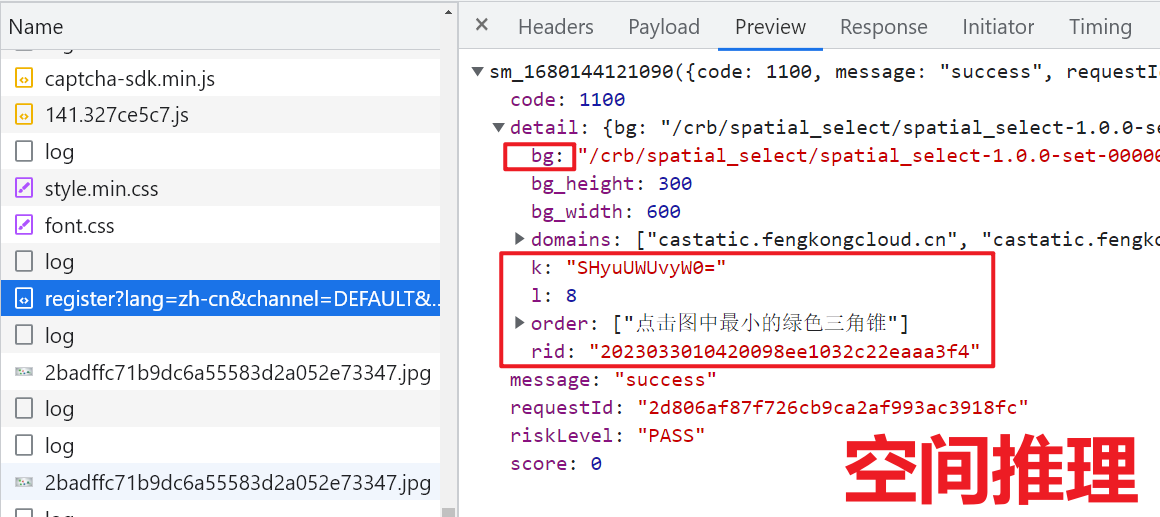 Name
captcha-sdk.min.js
141.327ce5c7.js
log
style.min.css
font.css
log
register?lang=zh-cn&channel=DEFAULT&...
log
2badffc71b9dc6a55583d2a052e73347.jpg
log
log
2badffc71b9dc6a55583d2a052e73347.jpg
Headers Payload Preview Response Initiator Timing
sm_1680144121090({code: 1100, message: "success", requestId
code: 1100
detail: {bg: "/crb/spatial_select/spatial_select-1.0.0-se
bg: "/crb/spatial_select/spatial_select-1.0.0-set-00000
bg_height: 300
bg_width: 600
domains: ["castatic.fengkongcloud.cn", "castatic.fengko
k: "SHyuUWUvyW0="
l: 8
order: ["点击图中最小的绿色三角锥"]
rid: "2023033010420098ee1032c22eaaa3f4"
message: "success"
requestId: "2d806af87f726cb9ca2af993ac3918fc"
riskLevel: "PASS"
score: 0
空间推理